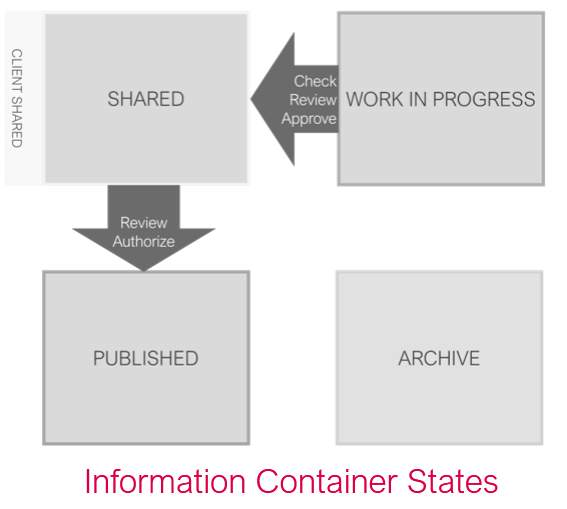 CLIENT SHARED
SHARED
Check
Review
Approve
WORK IN PROGRESS
Review
Authorize
PUBLISHED
ARCHIVE
Information Container States